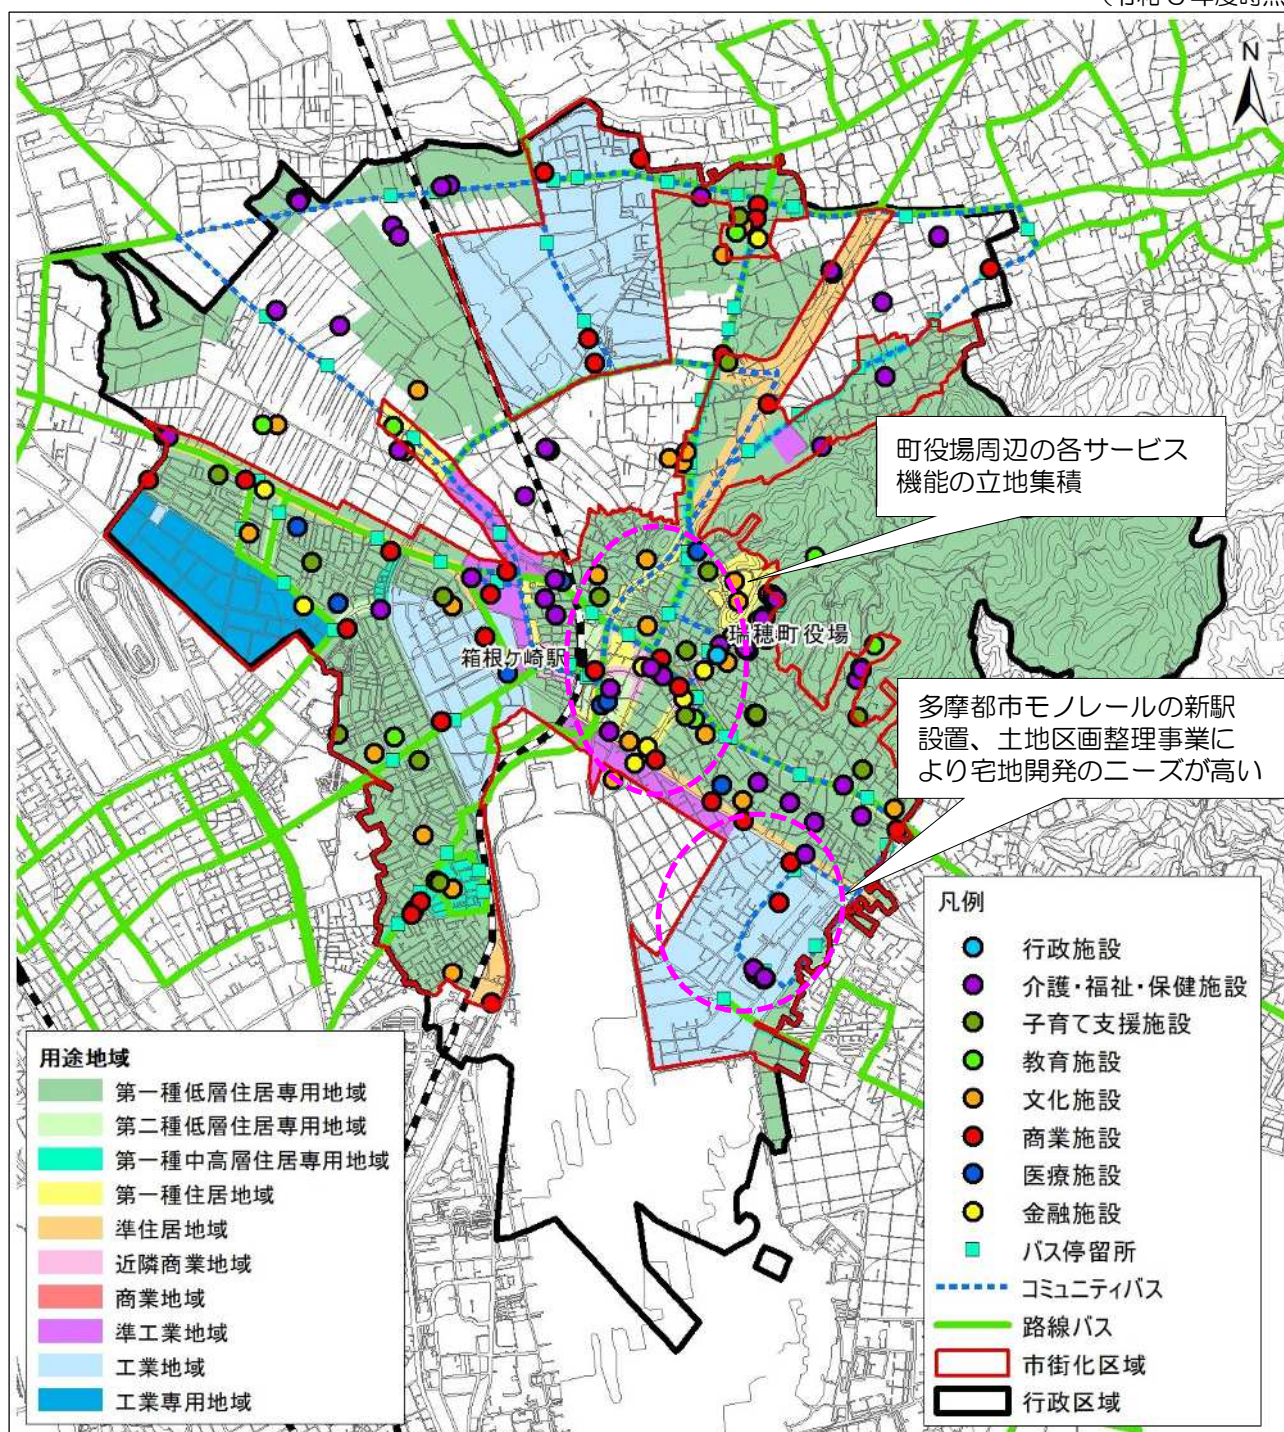 N
町役場周辺の各サービス
機能の立地集積
瑞穂町役場
箱根ケ崎駅
多摩都市モノレールの新駅
設置、土地区画整理事業に
より宅地開発のニーズが高い
凡例
行政施設
介護・福祉・保健施設
子育て支援施設
教育施設
文化施設
商業施設
医療施設
金融施設
バス停留所
コミュニティバス
路線バス
市街化区域
行政区域
用途地域
第一種低層住居専用地域
第二種低層住居専用地域
第一種中高層住居専用地域
第一種住居地域
準住居地域
近隣商業地域
商業地域
準工業地域
工業地域
工業専用地域